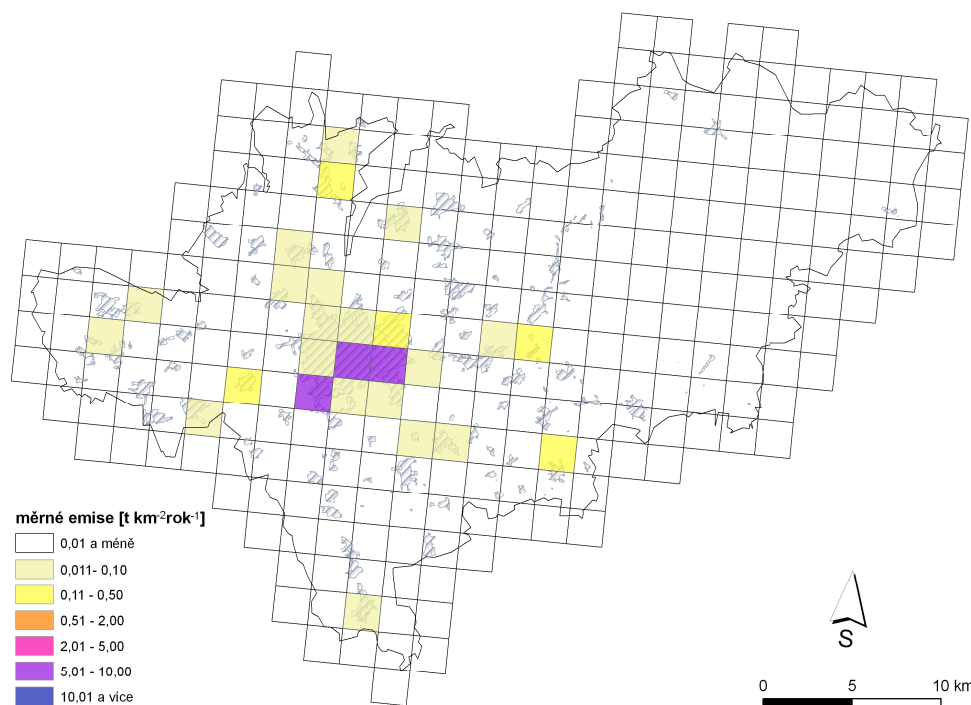 měrné emise [t km-2rok-1]
0,01 a méně
0,011- 0,10
0,11 - 0,50
0,51 - 2,00
2,01 - 5,00
5,01 - 10,00
10,01 a více
S
0 5 10 km